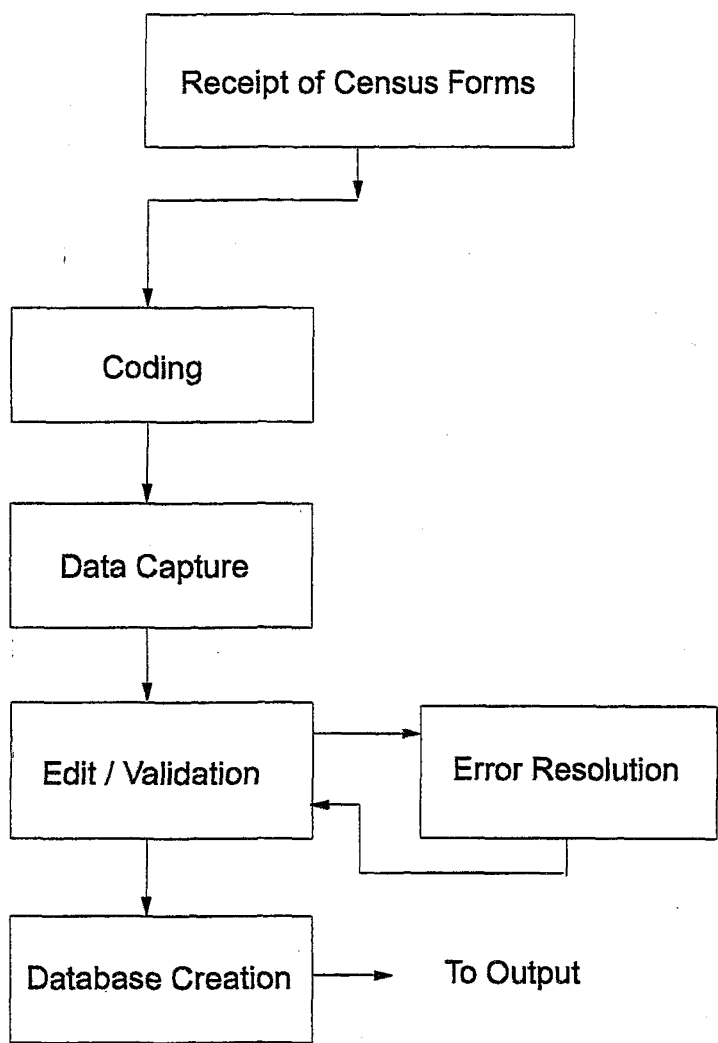 Receipt of Census Forms
Coding
Data Capture
Edit / Validation
Error Resolution
Database Creation
To Output